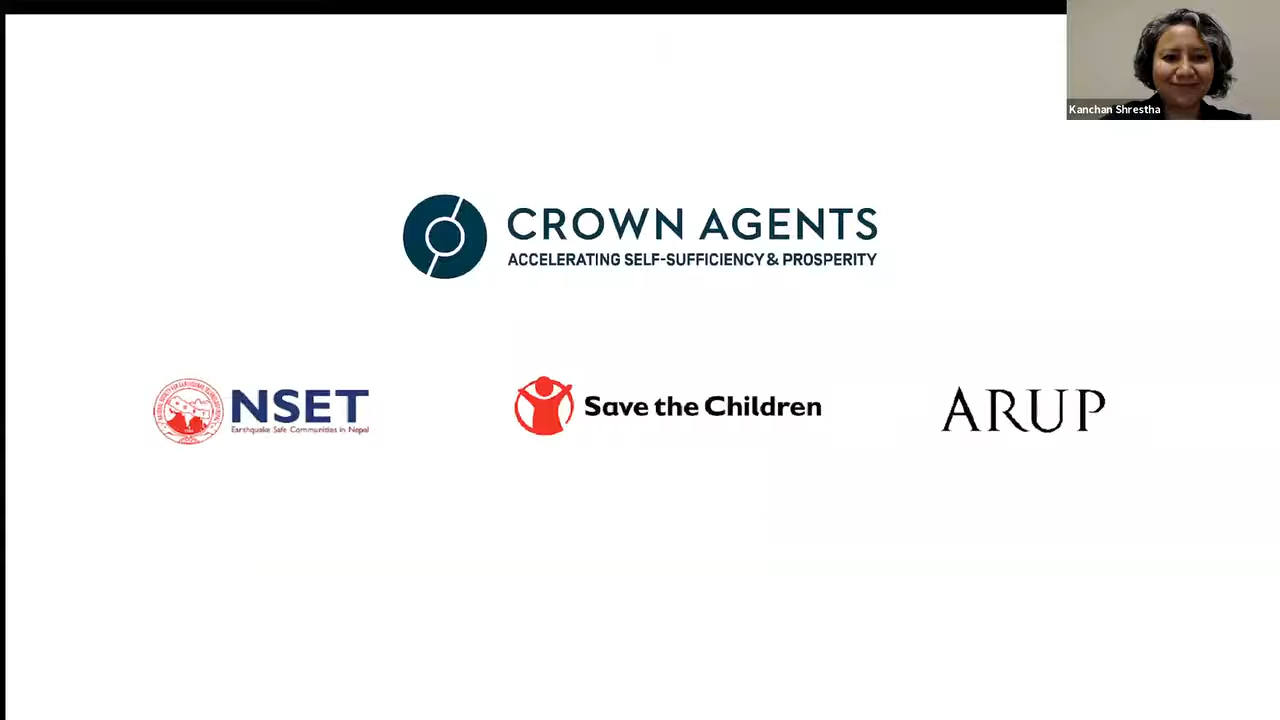 Kanchan Shrestha
CROWN AGENTS
ACCELERATING SELF-SUFFICIENCY & PROSPERITY
NSET
Earthquake Safe Communities in Nepal
Save the Children
ARUP